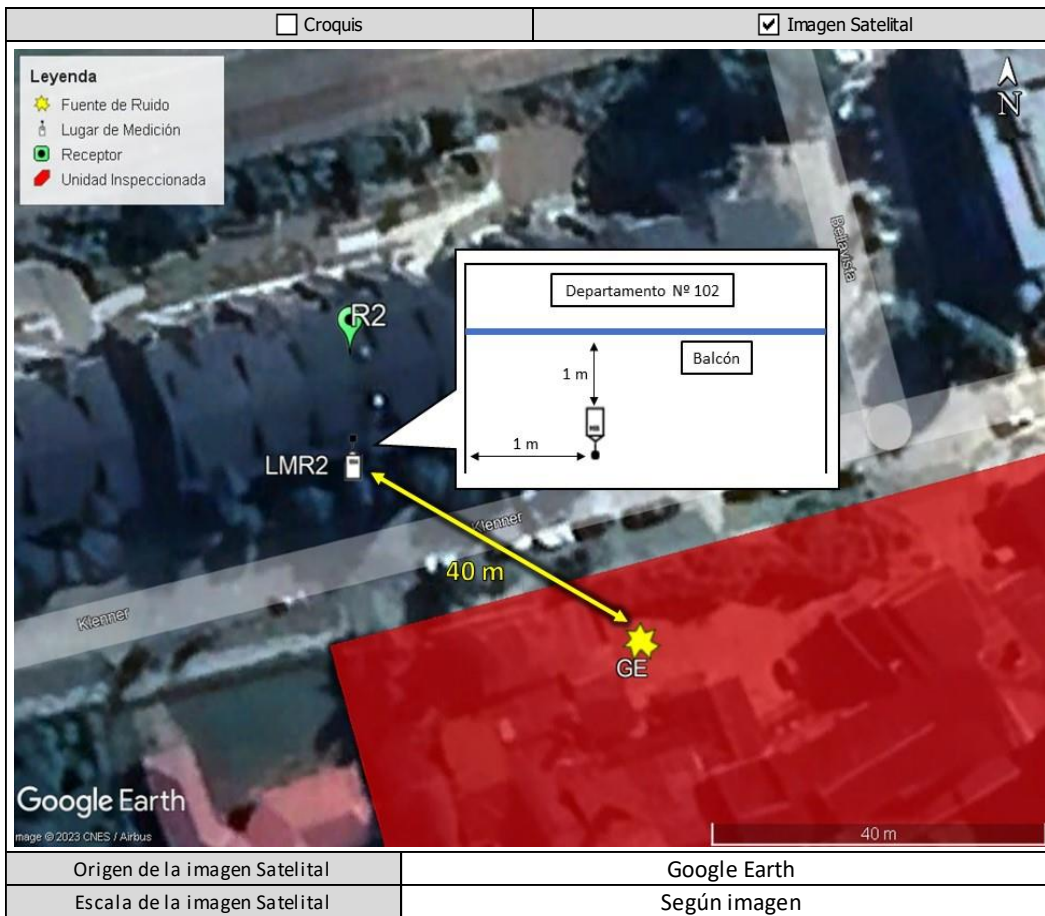 Croquis
Imagen Satelital
Leyenda
Fuente de Ruido
Lugar de Medición
Receptor
Unidad Inspeccionada
N
Bellavista
Departamento Nº 102
R2
Balcón
1 m
1 m
LMR2
Klenner
40 m
Klenner
GE
Google Earth
mage © 2023 CNES / Airbus
40 m
Origen de la imagen Satelital
Google Earth
Escala de la imagen Satelital
Según imagen